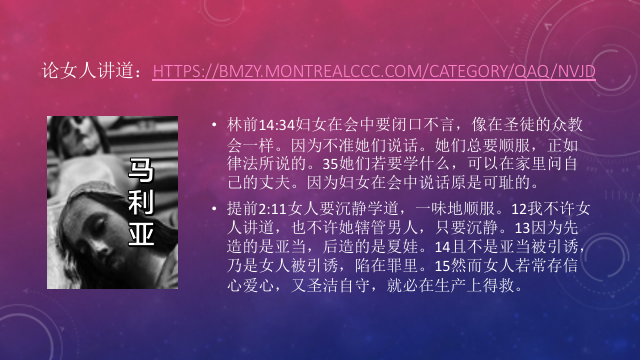 论女人讲道：HTTPS://BMZY.MONTREALCCC.COM/CATEGORY/QAQ/NVJD
马
利
亚
• 林前14:34妇女在会中要闭口不言，像在圣徒的众教
会一样。因为不准她们说话。她们总要顺服，正如
律法所说的。35她们若要学什么，可以在家里问自
己的丈夫。因为妇女在会中说话原是可耻的。
• 提前2:11女人要沉静学道，一味地顺服。12我不许女
人讲道，也不许她辖管男人，只要沉静。13因为先
造的是亚当，后造的是夏娃。14且不是亚当被引诱，
乃是女人被引诱，陷在罪里。15然而女人若常存信
心爱心，又圣洁自守，就必在生产上得救。